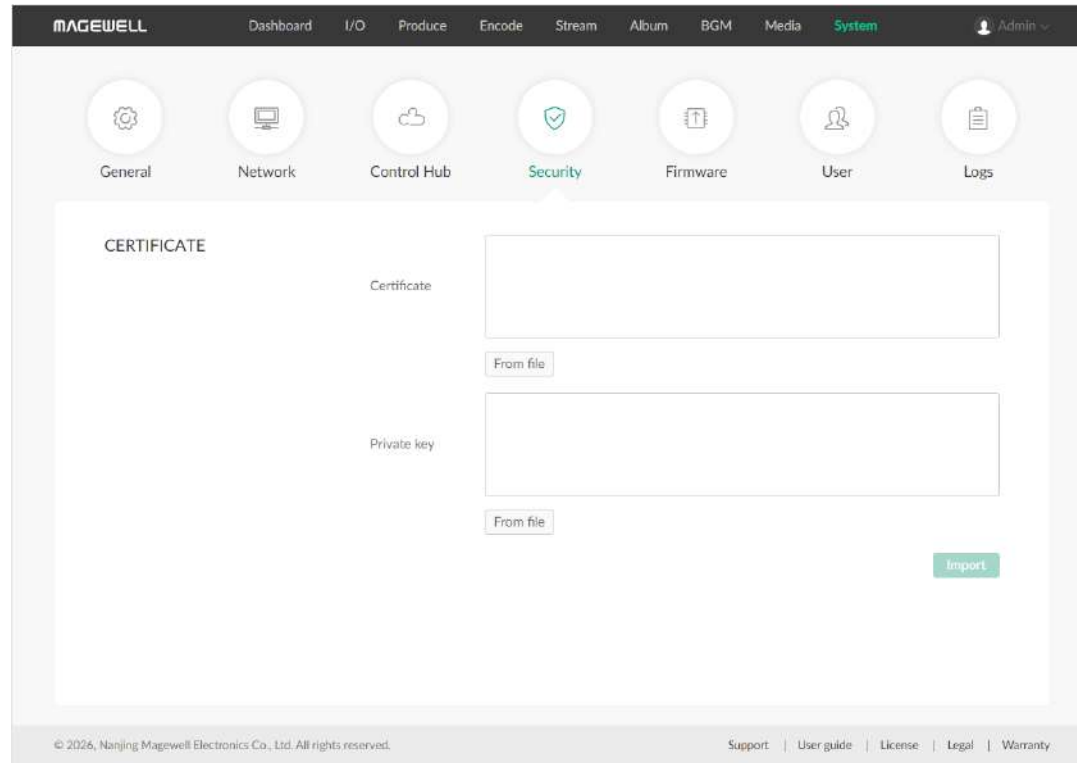 MAGEWELL Dashboard I/O Produce Encode Stream Album BGM Media System Admin
General Network Control Hub Security Firmware User Logs
CERTIFICATE
Certificate
From file
Private key
From file
Import
© 2026, Nanjing Magewell Electronics Co., Ltd. All rights reserved. Support | User guide | License | Legal | Warranty